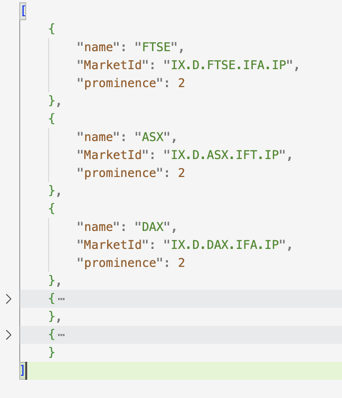 [
{
"name": "FTSE",
"MarketId": "IX.D.FTSE.IFA.IP",
"prominence": 2
},
{
"name": "ASX",
"MarketId": "IX.D.ASX.IFT.IP",
"prominence": 2
},
{
"name": "DAX",
"MarketId": "IX.D.DAX.IFA.IP",
"prominence": 2
},
{⋯
},
{⋯
}
]